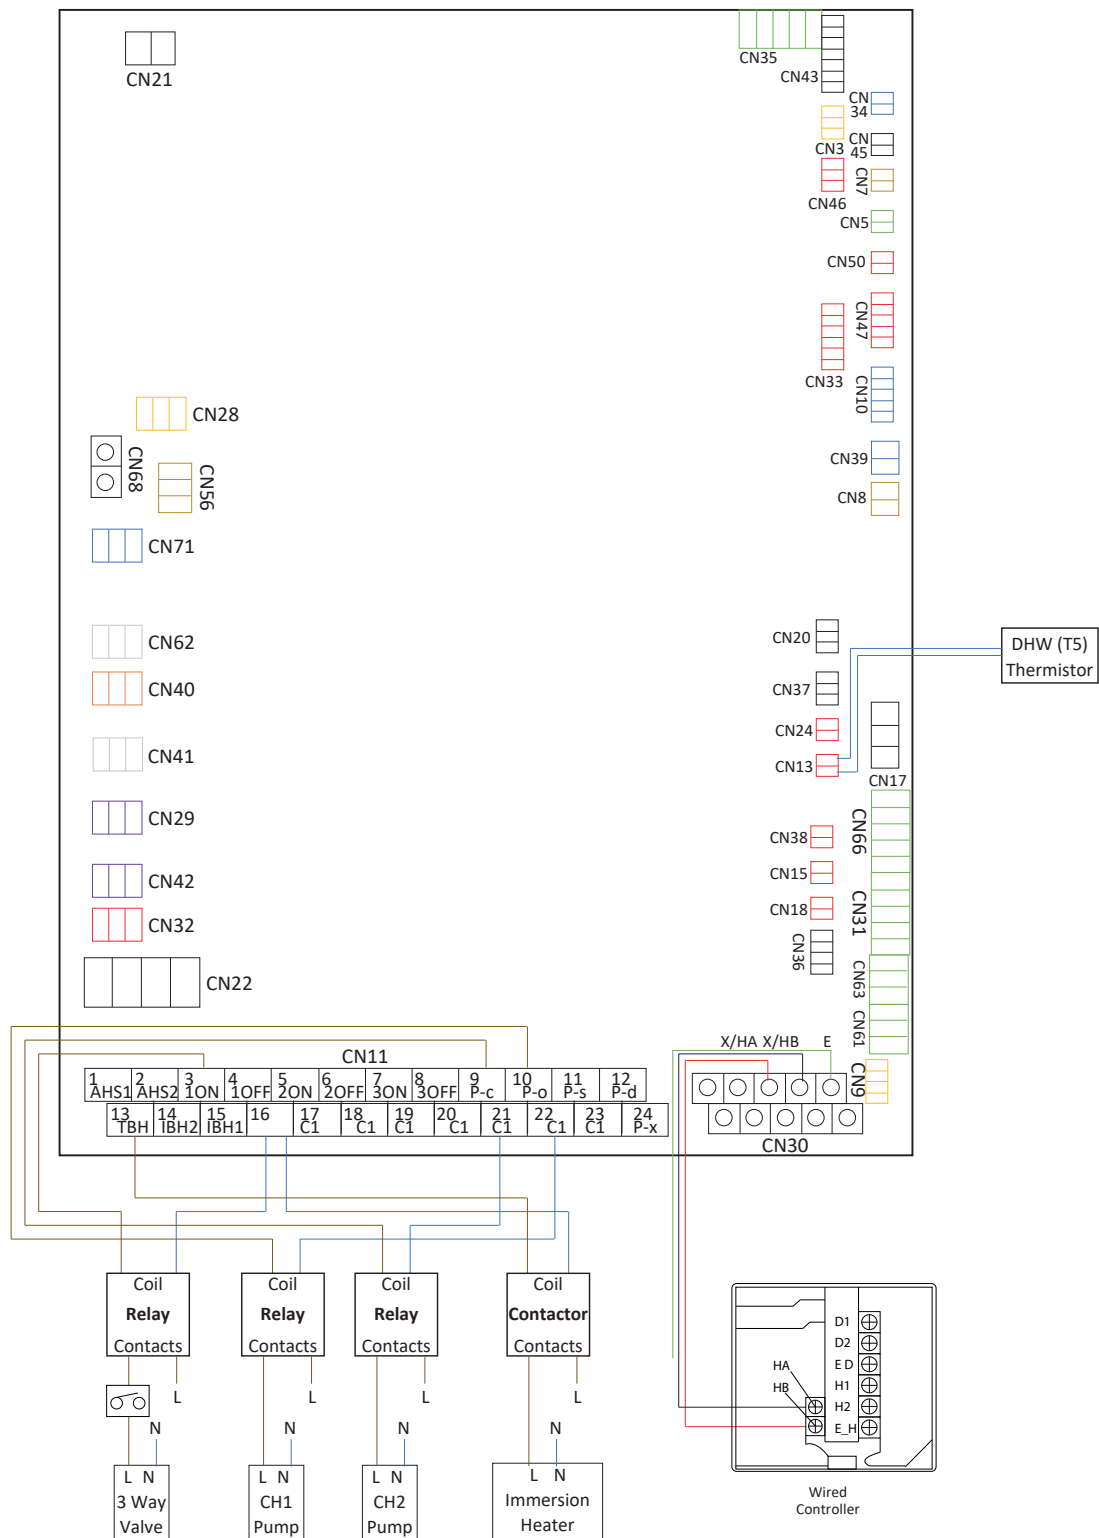 CN21
CN35
CN43
CN
34
CN3
CN
45
CN7
CN46
CN5
CN50
CN47
CN33
CN10
CN28
CN68
CN56
CN39
CN8
CN71
CN20
DHW (T5)
Thermistor
CN62
CN40
CN37
CN24
CN41
CN13
CN17
CN29
CN66
CN38
CN42
CN15
CN32
CN18
CN31
CN36
CN22
CN63
CN61
X/HA X/HB E
CN11
CN9
1 2 3 4 5 6 7 8 9 10 11 12
AHS1 AHS2 1ON 1OFF 2ON 2OFF 3ON 3OFF P-c P-o P-s P-d
13 14 15 16 17 18 19 20 21 22 23 24
TBH IBH2 IBH1 C1 C1 C1 C1 C1 C1 C1 P-x
CN30
Coil
Relay
Contacts
Coil
Relay
Contacts
Coil
Relay
Contacts
Coil
Contactor
Contacts
L
L
L
L
N
N
N
N
L N
3 Way
Valve
L N
CH1
Pump
L N
CH2
Pump
L N
Immersion
Heater
D1
D2
E D
HA
H1
HB
H2
E_H
Wired
Controller